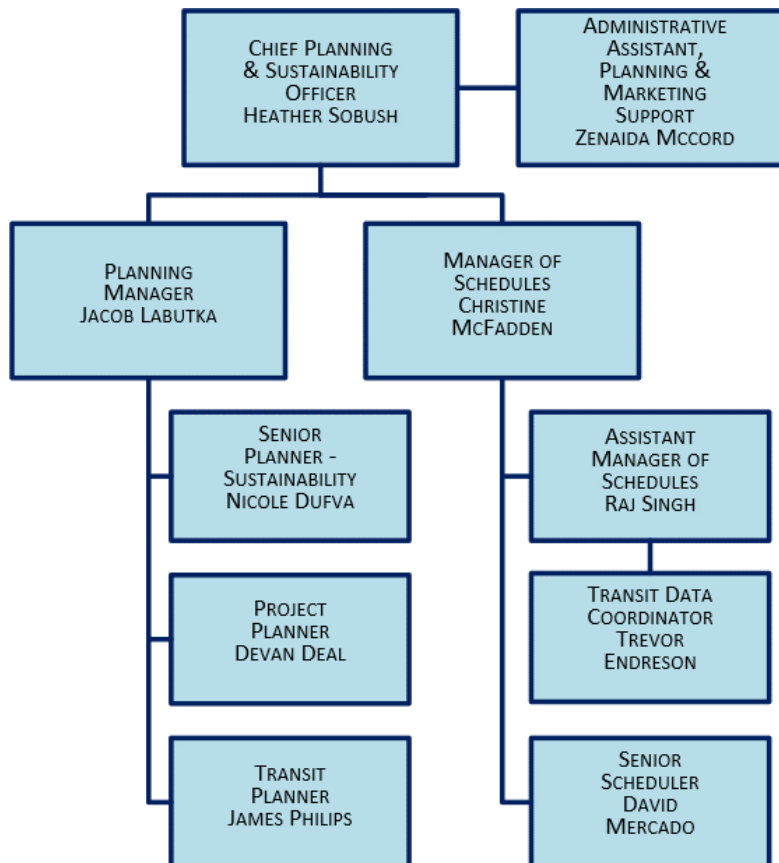 Chief Planning
& Sustainability
Officer
Heather Sobush
Administrative
Assistant,
Planning &
Marketing
Support
Zenaida Mccord
Planning
Manager
Jacob Labutka
Manager of
Schedules
Christine
McFadden
Senior
Planner -
Sustainability
Nicole Dufva
Project
Planner
Devan Deal
Transit
Planner
James Philips
Assistant
Manager of
Schedules
Raj Singh
Transit Data
Coordinator
Trevor
Endreson
Senior
Scheduler
David
Mercado